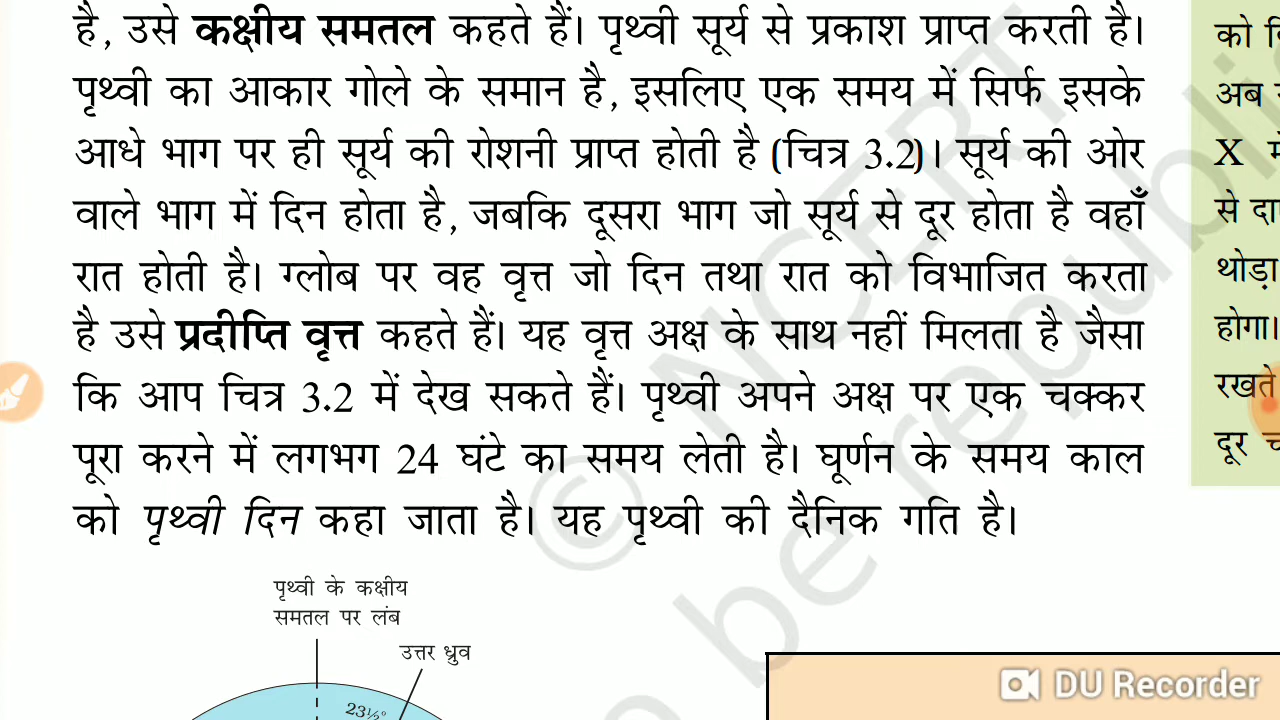 है, उसे कक्षीय समतल कहते हैं। पृथ्वी सूर्य से प्रकाश प्राप्त करती है।
पृथ्वी का आकार गोले के समान है, इसलिए एक समय में सिर्फ इसके
आधे भाग पर ही सूर्य की रोशनी प्राप्त होती है (चित्र 3.2)। सूर्य की ओर
वाले भाग में दिन होता है, जबकि दूसरा भाग जो सूर्य से दूर होता है वहाँ
रात होती है। ग्लोब पर वह वृत्त जो दिन तथा रात को विभाजित करता
है उसे प्रदीप्ति वृत्त कहते हैं। यह वृत्त अक्ष के साथ नहीं मिलता है जैसा
कि आप चित्र 3.2 में देख सकते हैं। पृथ्वी अपने अक्ष पर एक चक्कर
पूरा करने में लगभग 24 घंटे का समय लेती है। घूर्णन के समय काल
को पृथ्वी दिन कहा जाता है। यह पृथ्वी की दैनिक गति है।
पृथ्वी के कक्षीय
समतल पर लंब
उत्तर ध्रुव
23½°
को
अब
X
से
थोड़ा
होगा।
रखते
दूर
© NCERT
be republi
DU Recorder